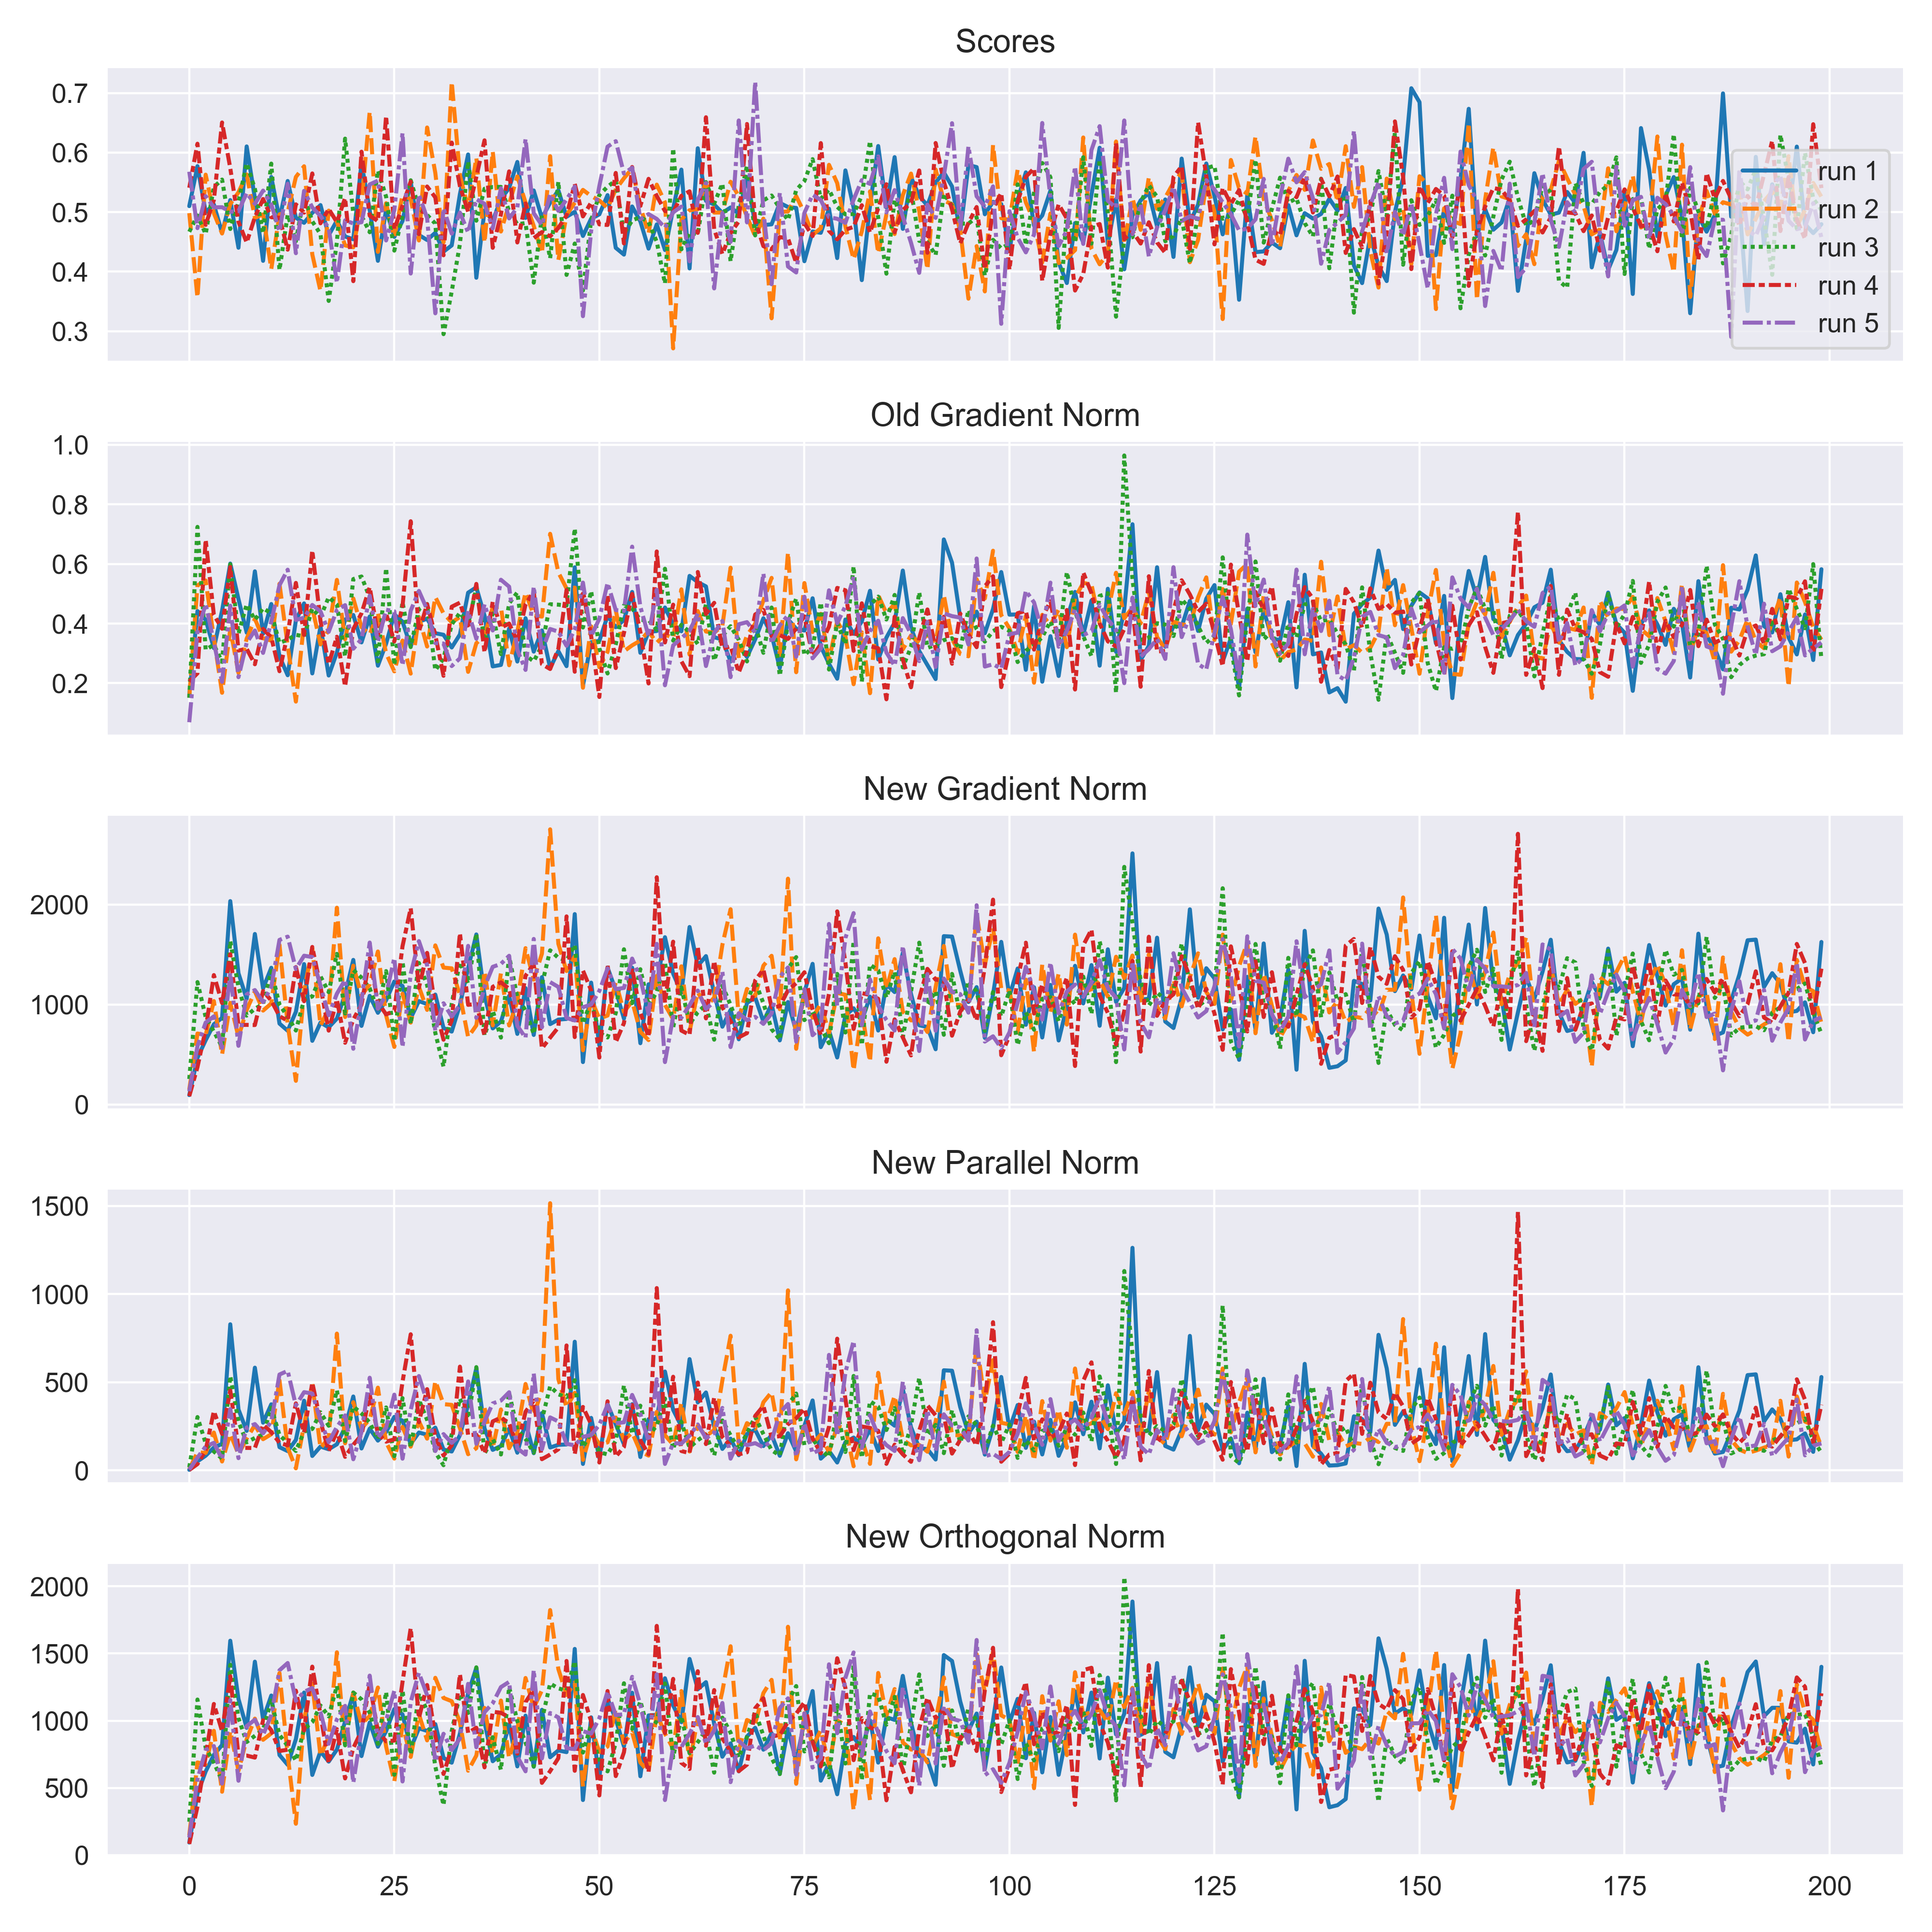 Scores
0.7
0.6
0.5
0.4
0.3
run 1
run 2
run 3
run 4
run 5
Old Gradient Norm
1.0
0.8
0.6
0.4
0.2
New Gradient Norm
2000
1000
0
New Parallel Norm
1500
1000
500
0
New Orthogonal Norm
2000
1500
1000
500
0
0 25 50 75 100 125 150 175 200